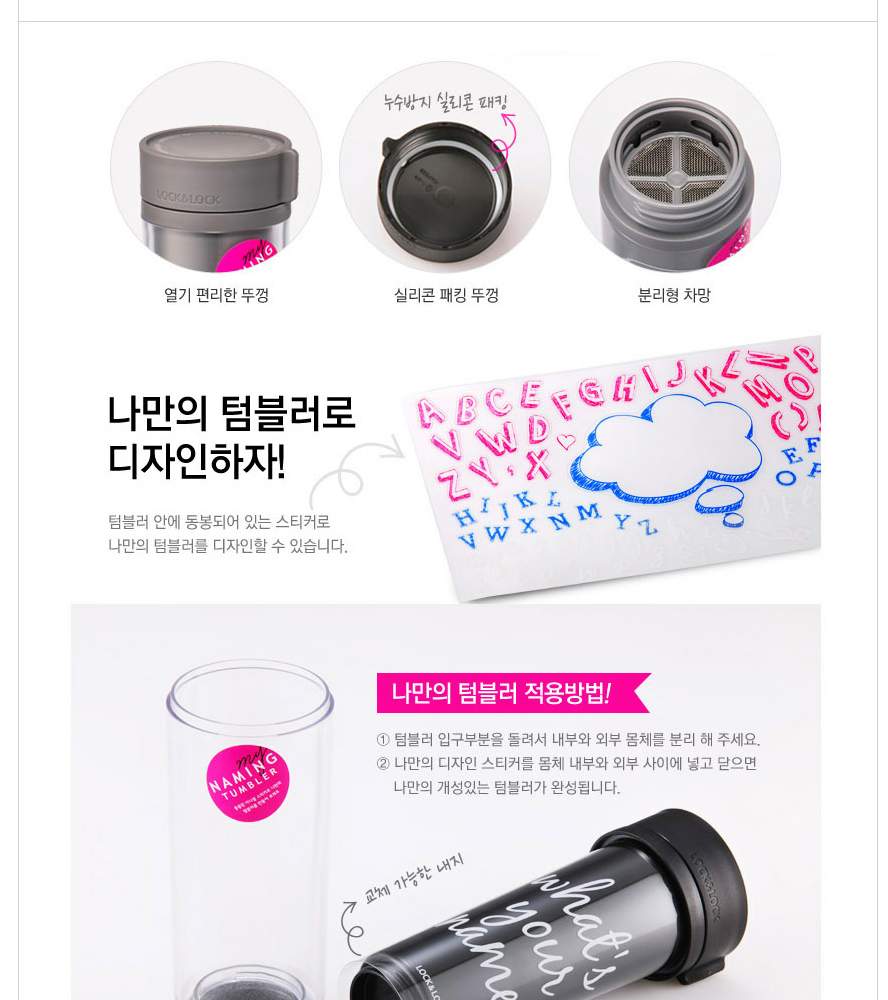 누수방지 실리콘 패킹
LOCK&LOCK
열기 편리한 뚜껑
실리콘 패킹 뚜껑
분리형 차망
A B C E F G H I J K L N
V W D M O P
Z Y , X
H I J K L
V W X N M Y Z
E F
O P
나만의 텀블러로
디자인하자!
텀블러 안에 동봉되어 있는 스티커로
나만의 텀블러를 디자인할 수 있습니다.
나만의 텀블러 적용방법!
① 텀블러 입구부분을 돌려서 내부와 외부 몸체를 분리 해 주세요.
② 나만의 디자인 스티커를 몸체 내부와 외부 사이에 넣고 닫으면
나만의 개성있는 텀블러가 완성됩니다.
my
NAMING
TUMBLER
교체 가능한 내지
LOCK&LOCK
what's
your
name